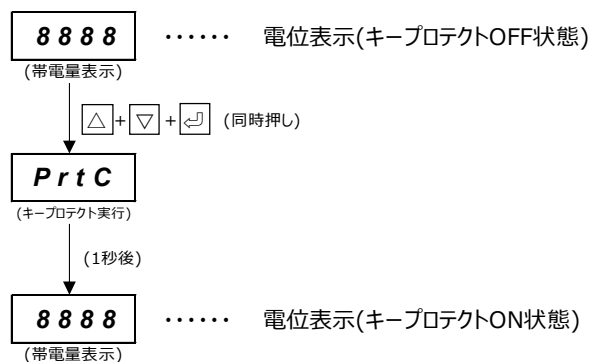 8888 ······ 電位表示(キープロテクトOFF状態)
(帯電量表示)
△+▽+⏎ (同時押し)
PrtC
(キープロテクト実行)
(1秒後)
8888 ······ 電位表示(キープロテクトON状態)
(帯電量表示)